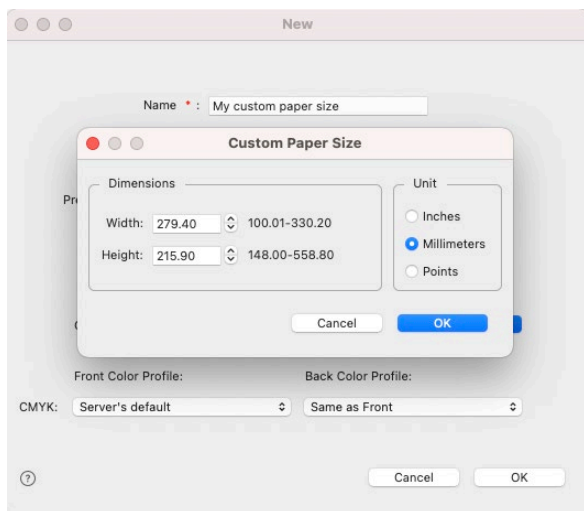 New
Name * : My custom paper size
Custom Paper Size
Dimensions
Unit
Width: 279.40 100.01-330.20
Inches
Height: 215.90 148.00-558.80
Millimeters
Points
Cancel OK
Front Color Profile: Back Color Profile:
CMYK: Server's default Same as Front
? Cancel OK